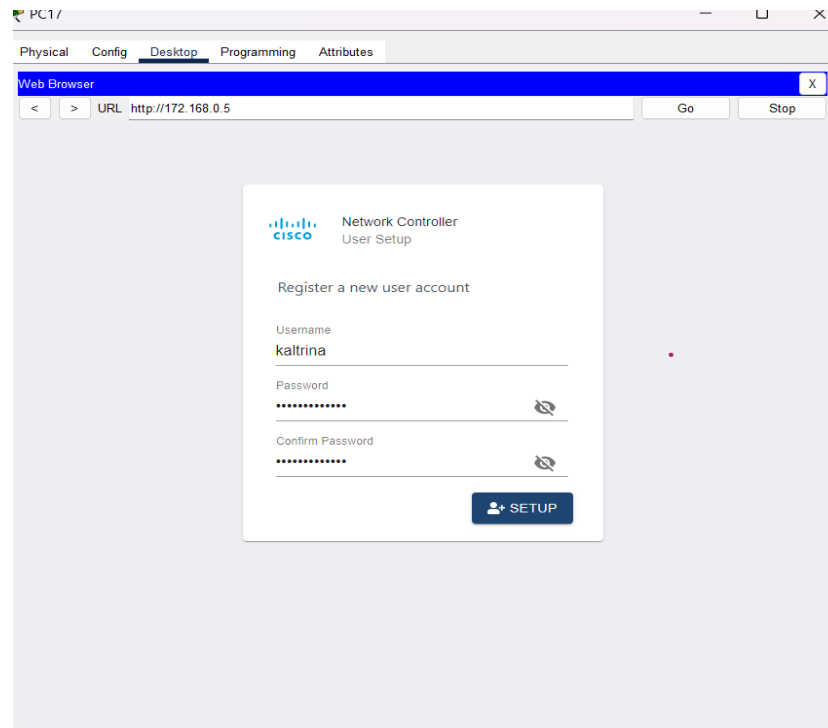 PC17
Physical Config Desktop Programming Attributes
Web Browser X
< > URL http://172.168.0.5 Go Stop
CISCO
Network Controller
User Setup
Register a new user account
Username
kaltrina
Password
•••••••••••••
Confirm Password
•••••••••••••
SETUP